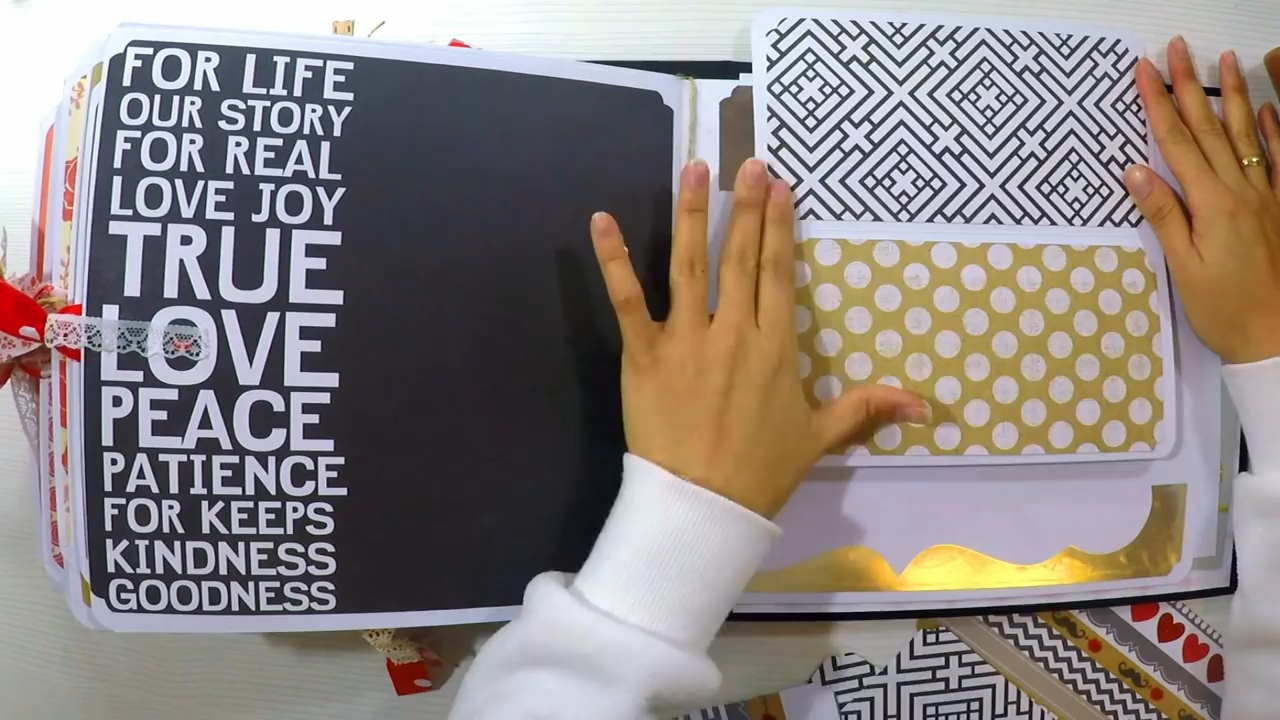 FOR LIFE
OUR STORY
FOR REAL
LOVE JOY
TRUE
LOVE
PEACE
PATIENCE
FOR KEEPS
KINDNESS
GOODNESS